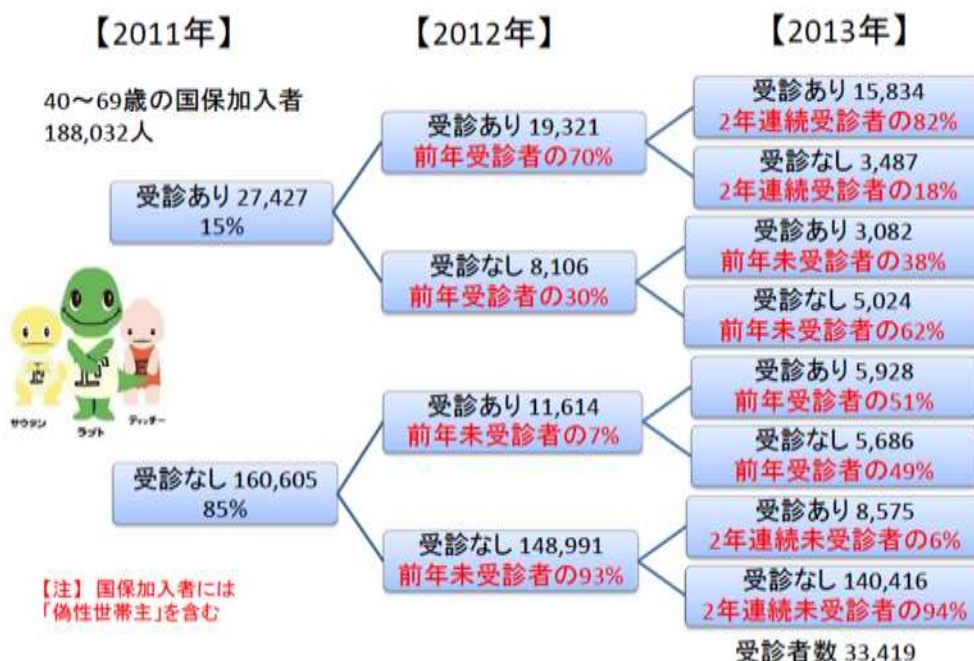 【2011年】
【2012年】
【2013年】
40～69歳の国保加入者
188,032人
受診あり 27,427
15%
受診なし 160,605
85%
受診あり 19,321
前年受診者の70%
受診なし 8,106
前年受診者の30%
受診あり 11,614
前年未受診者の7%
受診なし 148,991
前年未受診者の93%
受診あり 15,834
2年連続受診者の82%
受診なし 3,487
2年連続受診者の18%
受診あり 3,082
前年未受診者の38%
受診なし 5,024
前年未受診者の62%
受診あり 5,928
前年受診者の51%
受診なし 5,686
前年受診者の49%
受診あり 8,575
2年連続未受診者の6%
受診なし 140,416
2年連続未受診者の94%
受診者数 33,419
サウタン
ラヅト
ティッチー
【注】 国保加入者には
「偽性世帯主」を含む